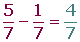 5/7 - 1/7 = 4/7